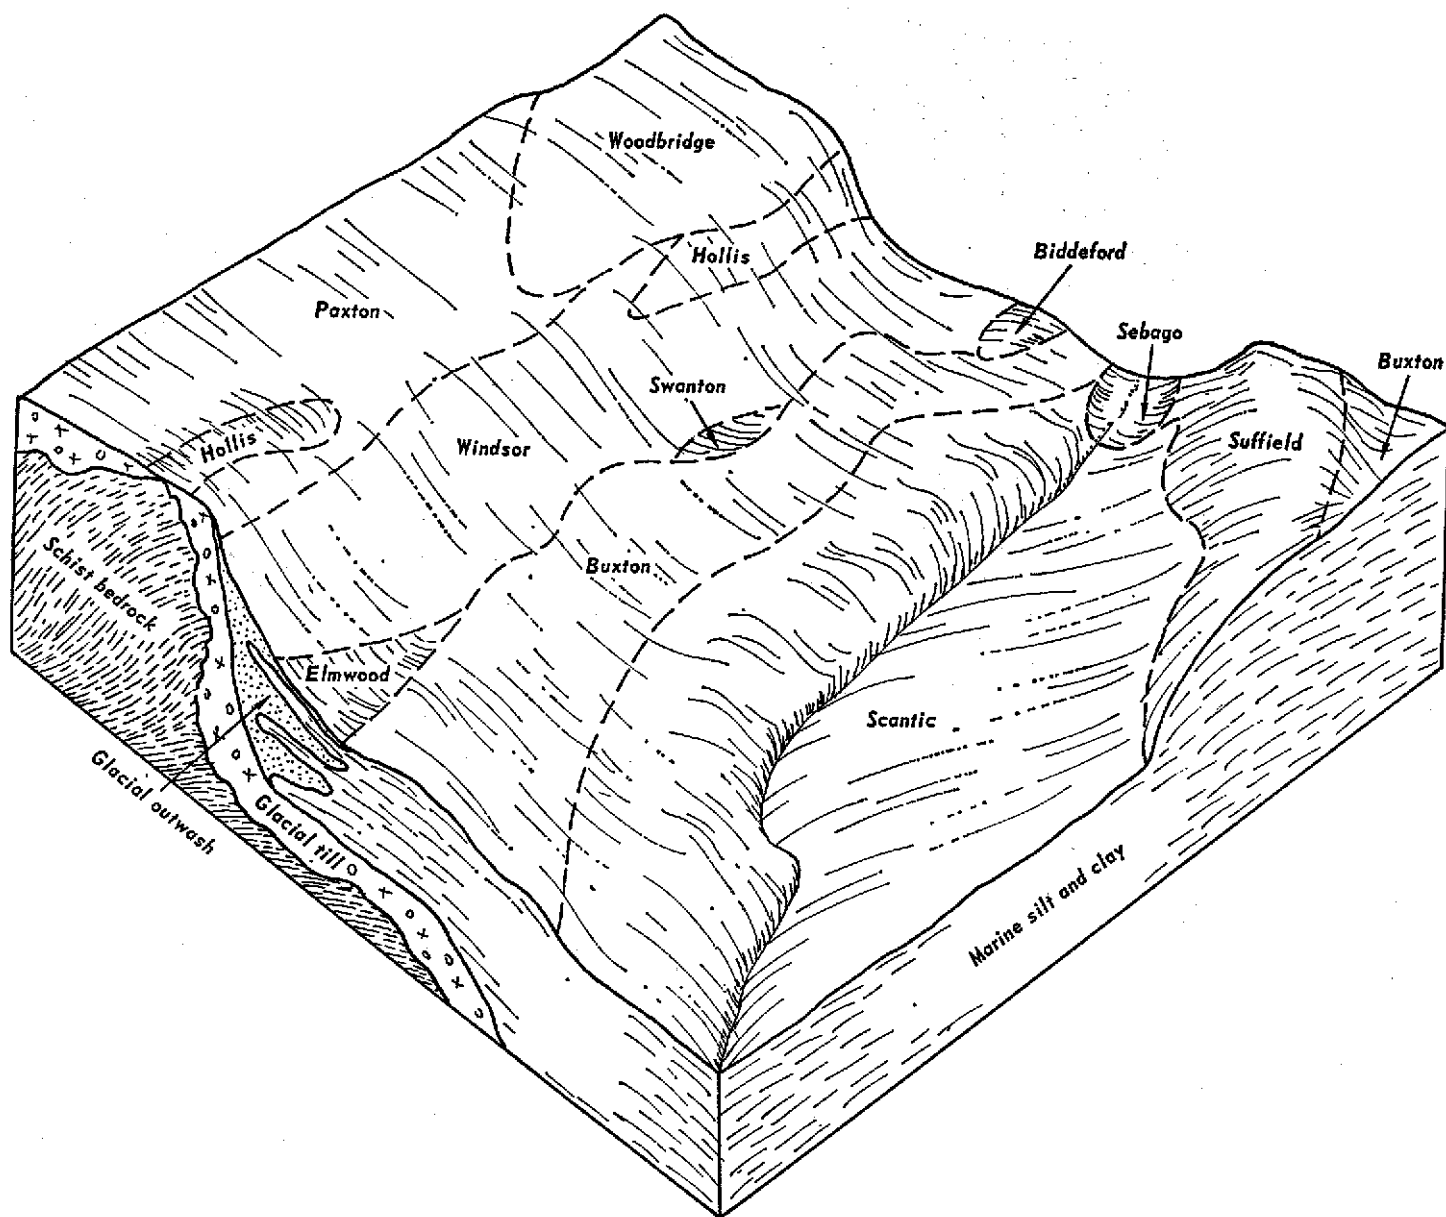 Woodbridge
Hollis
Biddeford
Paxton
Sebago
Buxton
Swanton
Hollis
Windsor
Suffield
Schist bedrock
Buxton
Elmwood
Scantic
Glacial outwash
Glacial till
Marine silt and clay